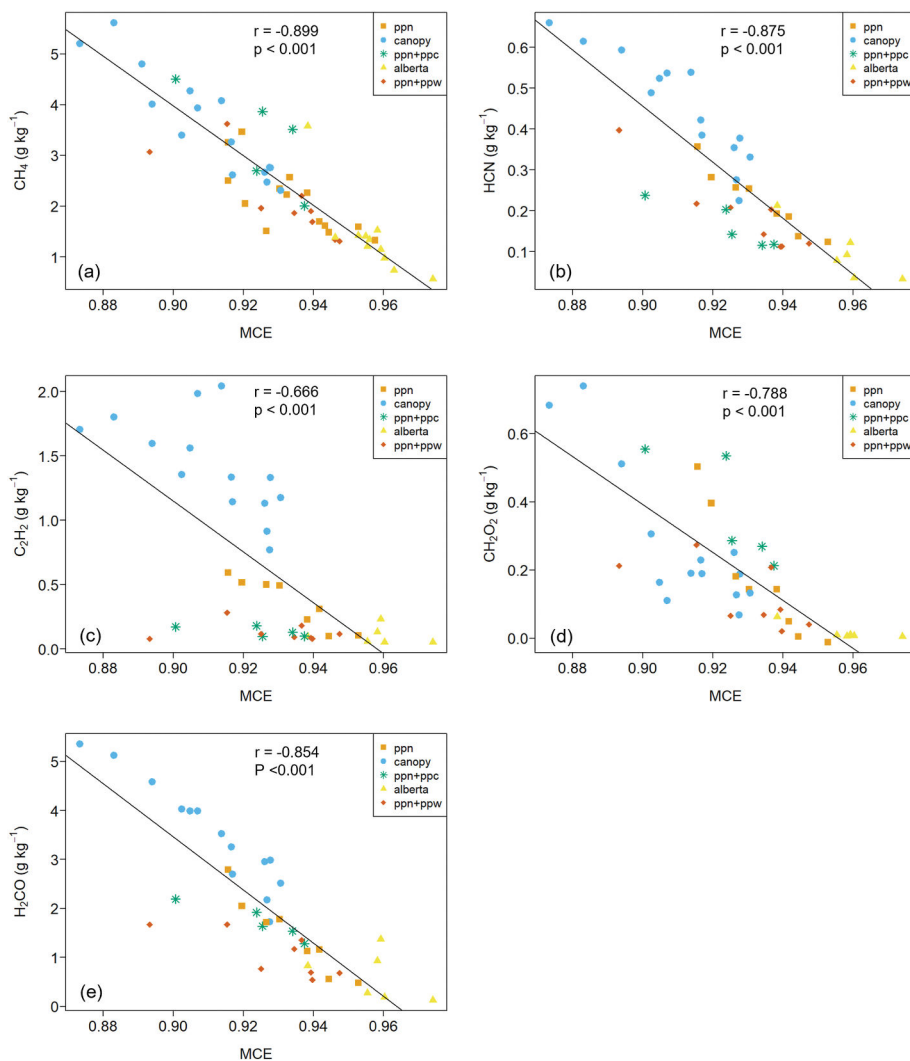 r = -0.899
p < 0.001
ppn
canopy
ppn+ppc
alberta
ppn+ppw
5
4
3
2
1
CH₄ (g kg⁻¹)
(a)
0.88 0.90 0.92 0.94 0.96
MCE
r = -0.875
p < 0.001
ppn
canopy
ppn+ppc
alberta
ppn+ppw
0.6
0.4
0.3
0.2
0.1
HCN (g kg⁻¹)
(b)
0.88 0.90 0.92 0.94 0.96
MCE
r = -0.666
p < 0.001
ppn
canopy
ppn+ppc
alberta
ppn+ppw
2.0
1.5
1.0
0.5
0.0
C₂H₂ (g kg⁻¹)
(c)
0.88 0.90 0.92 0.94 0.96
MCE
r = -0.788
p < 0.001
ppn
canopy
ppn+ppc
alberta
ppn+ppw
0.6
0.4
0.2
0.0
CH₂O₂ (g kg⁻¹)
(d)
0.88 0.90 0.92 0.94 0.96
MCE
r = -0.854
P <0.001
ppn
canopy
ppn+ppc
alberta
ppn+ppw
5
4
3
2
1
0
H₂CO (g kg⁻¹)
(e)
0.88 0.90 0.92 0.94 0.96
MCE